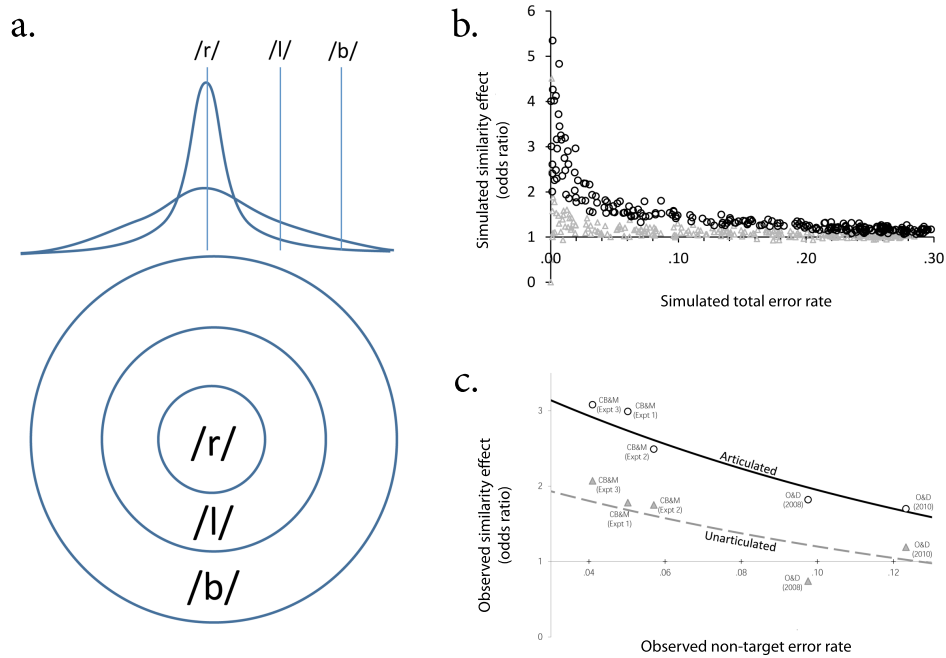 a.
/r/ /l/ /b/
/r/
/l/
/b/
b.
Simulated similarity effect
(odds ratio)
6
5
4
3
2
1
0
.00 .10 .20 .30
Simulated total error rate
c.
Observed similarity effect
(odds ratio)
3
2
1
0
CB&M
(Expt 3)
CB&M
(Expt 1)
CB&M
(Expt 2)
Articulated
O&D
(2008)
O&D
(2010)
CB&M
(Expt 3)
CB&M
(Expt 1)
CB&M
(Expt 2)
Unarticulated
O&D
(2008)
O&D
(2010)
.04 .06 .08 .10 0.12
Observed non-target error rate